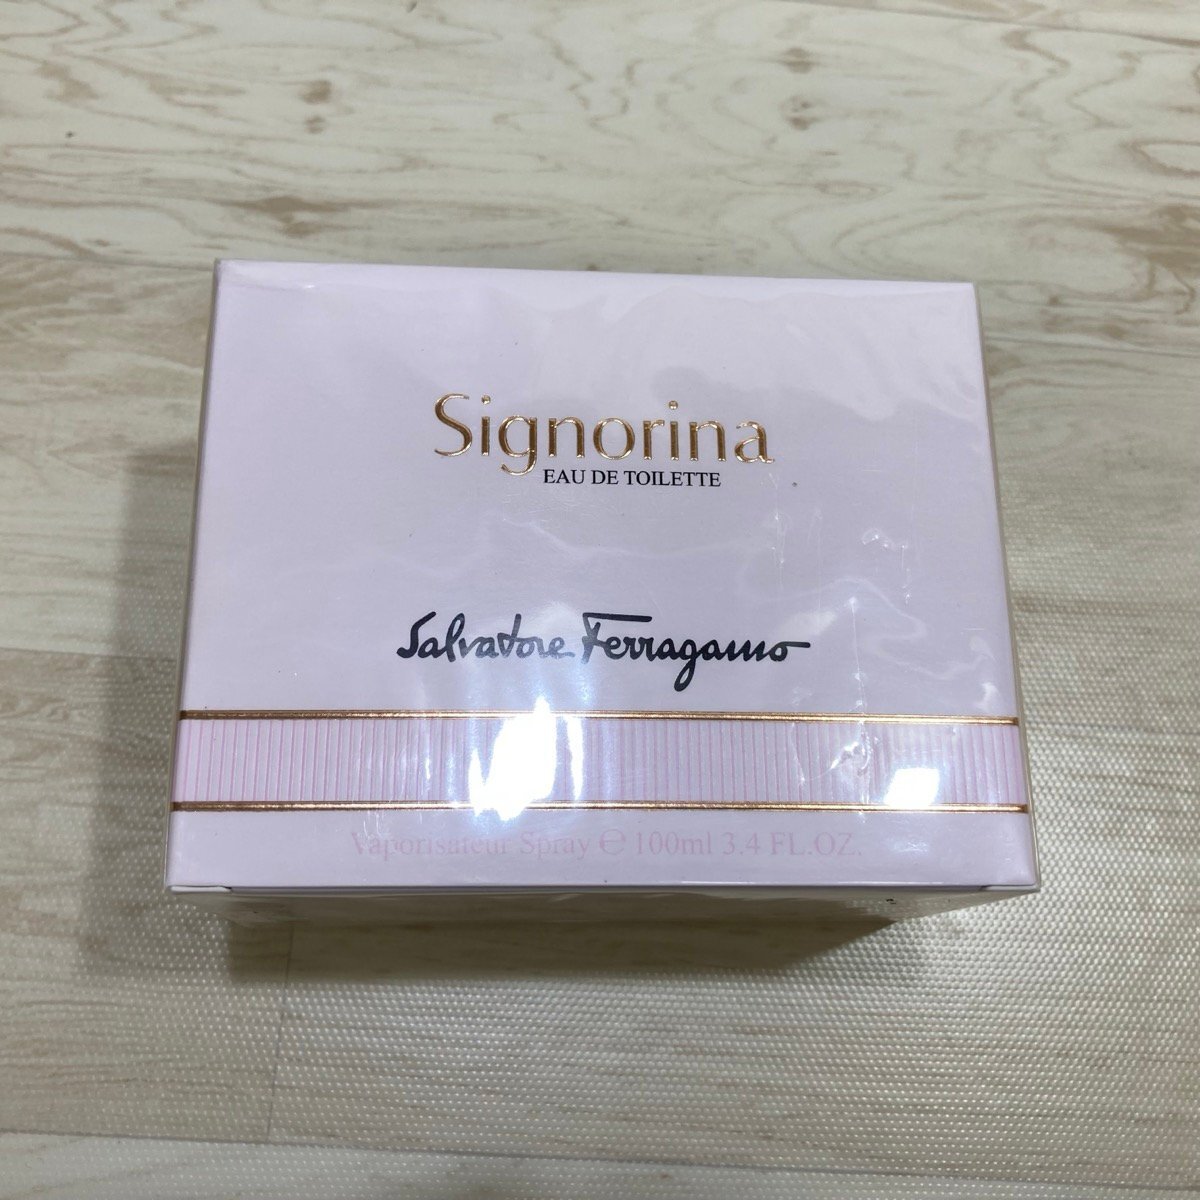 Signorina
EAU DE TOILETTE
Salvatore Ferragamo
Vaporisateur Spray ℮ 100ml 3.4 FL.OZ.